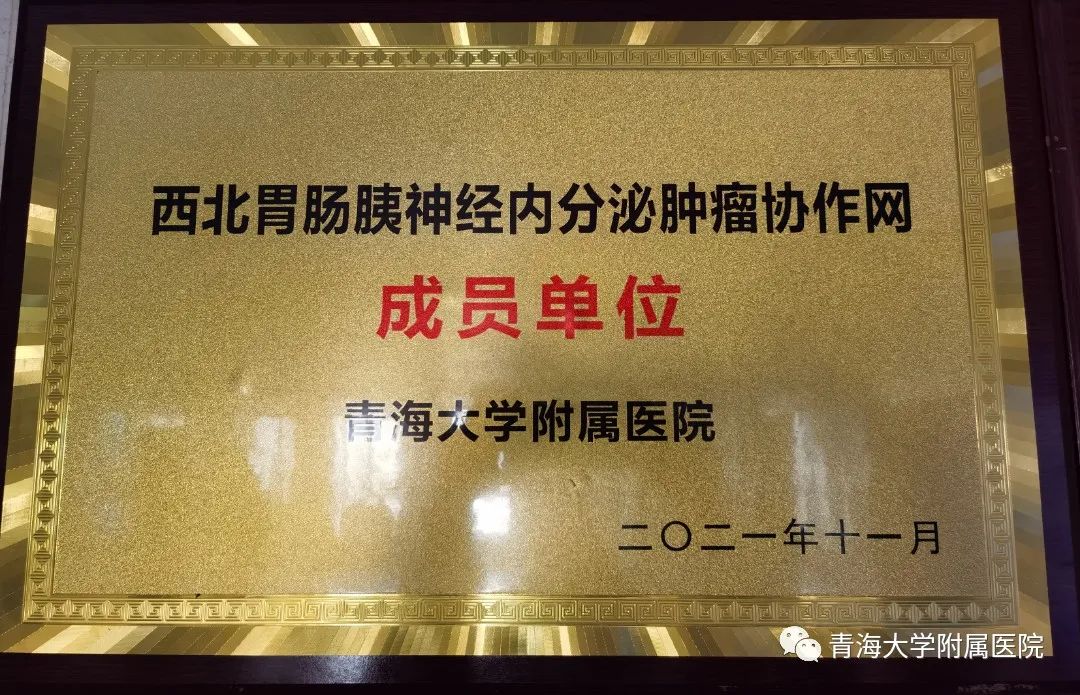 西北胃肠胰神经内分泌肿瘤协作网
成员单位
青海大学附属医院
二〇二一年十一月
青海大学附属医院